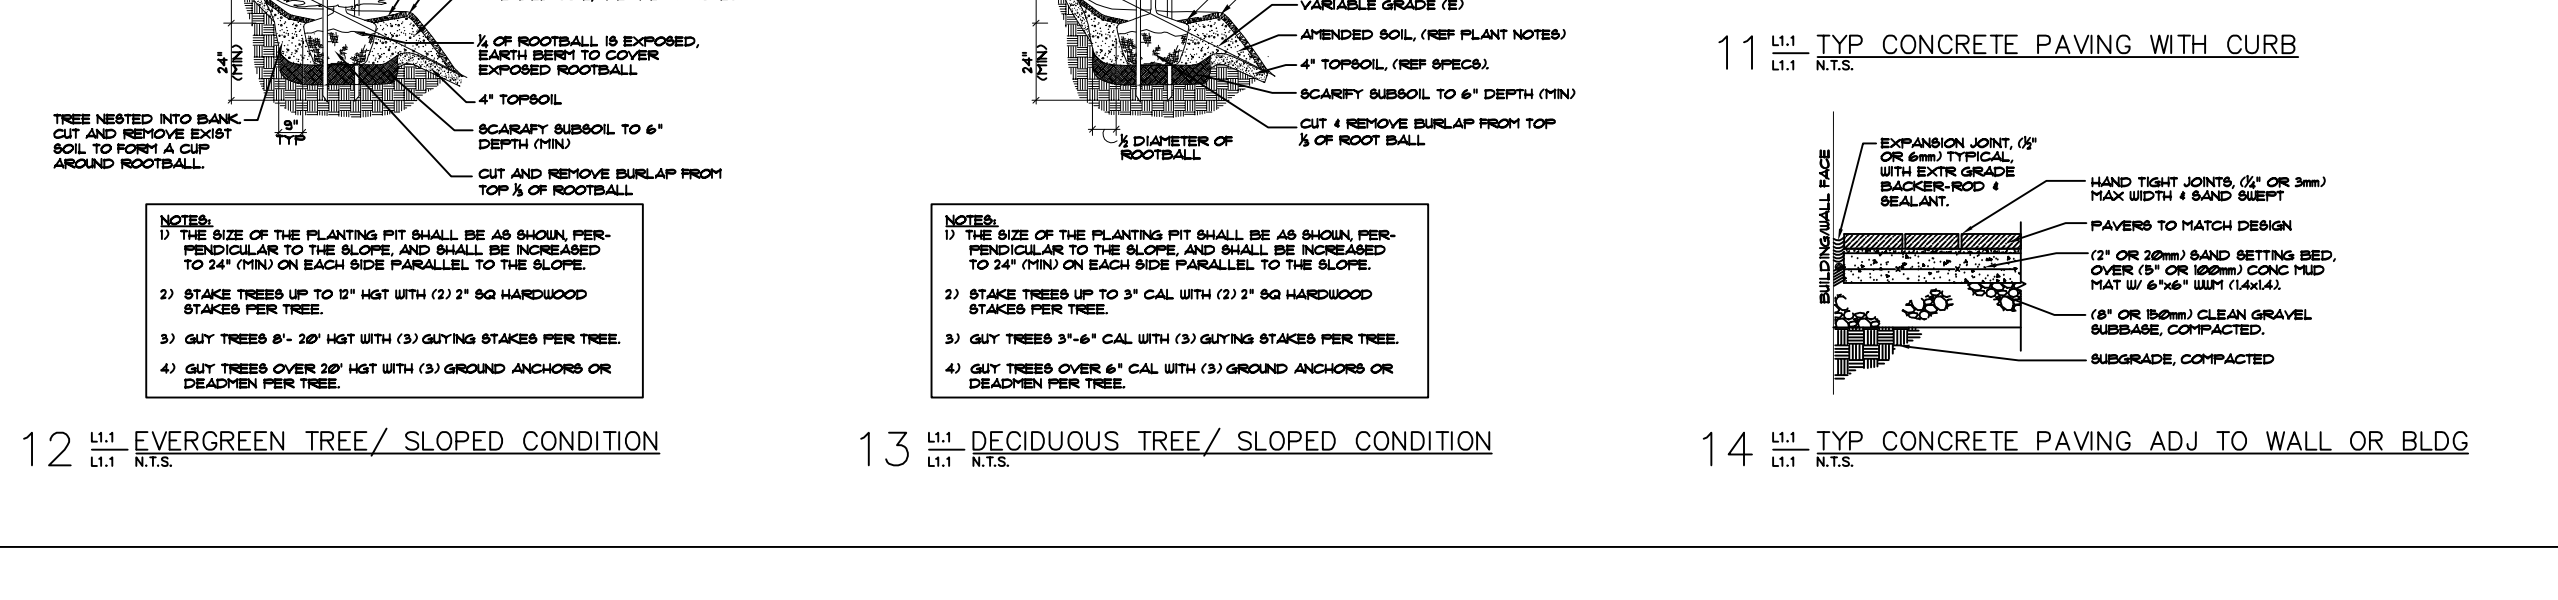 ¼ OF ROOTBALL IS EXPOSED,
EARTH BERM TO COVER
EXPOSED ROOTBALL
24"
(MIN)
4" TOPSOIL
TREE NESTED INTO BANK.
CUT AND REMOVE EXIST
SOIL TO FORM A CUP
AROUND ROOTBALL.
9"
TYP
SCARAFY SUBSOIL TO 6"
DEPTH (MIN)
CUT AND REMOVE BURLAP FROM
TOP ⅓ OF ROOTBALL
NOTES:
1) THE SIZE OF THE PLANTING PIT SHALL BE AS SHOWN, PER-
PENDICULAR TO THE SLOPE, AND SHALL BE INCREASED
TO 24" (MIN) ON EACH SIDE PARALLEL TO THE SLOPE.
2) STAKE TREES UP TO 12" HGT WITH (2) 2" SQ HARDWOOD
STAKES PER TREE.
3) GUY TREES 8'- 20' HGT WITH (3) GUYING STAKES PER TREE.
4) GUY TREES OVER 20' HGT WITH (3) GROUND ANCHORS OR
DEADMEN PER TREE.
12 L1.1 EVERGREEN TREE/ SLOPED CONDITION
L1.1 N.T.S.
VARIABLE GRADE (E)
AMENDED SOIL, (REF PLANT NOTES)
4" TOPSOIL, (REF SPECS).
24"
(MIN)
SCARIFY SUBSOIL TO 6" DEPTH (MIN)
CUT & REMOVE BURLAP FROM TOP
⅓ OF ROOT BALL
½ DIAMETER OF
ROOTBALL
NOTES:
1) THE SIZE OF THE PLANTING PIT SHALL BE AS SHOWN, PER-
PENDICULAR TO THE SLOPE, AND SHALL BE INCREASED
TO 24" (MIN) ON EACH SIDE PARALLEL TO THE SLOPE.
2) STAKE TREES UP TO 3" CAL WITH (2) 2" SQ HARDWOOD
STAKES PER TREE.
3) GUY TREES 3"-6" CAL WITH (3) GUYING STAKES PER TREE.
4) GUY TREES OVER 6" CAL WITH (3) GROUND ANCHORS OR
DEADMEN PER TREE.
13 L1.1 DECIDUOUS TREE/ SLOPED CONDITION
L1.1 N.T.S.
11 L1.1 TYP CONCRETE PAVING WITH CURB
L1.1 N.T.S.
BUILDING/WALL FACE
EXPANSION JOINT, (½"
OR 6mm) TYPICAL,
WITH EXTR GRADE
BACKER-ROD &
SEALANT.
HAND TIGHT JOINTS, (¼" OR 3mm)
MAX WIDTH & SAND SWEPT
PAVERS TO MATCH DESIGN
(2" OR 20mm) SAND SETTING BED,
OVER (5" OR 100mm) CONC MUD
MAT W/ 6"x6" WWM (1.4x1.4).
(8" OR 150mm) CLEAN GRAVEL
SUBBASE, COMPACTED.
SUBGRADE, COMPACTED
14 L1.1 TYP CONCRETE PAVING ADJ TO WALL OR BLDG
L1.1 N.T.S.